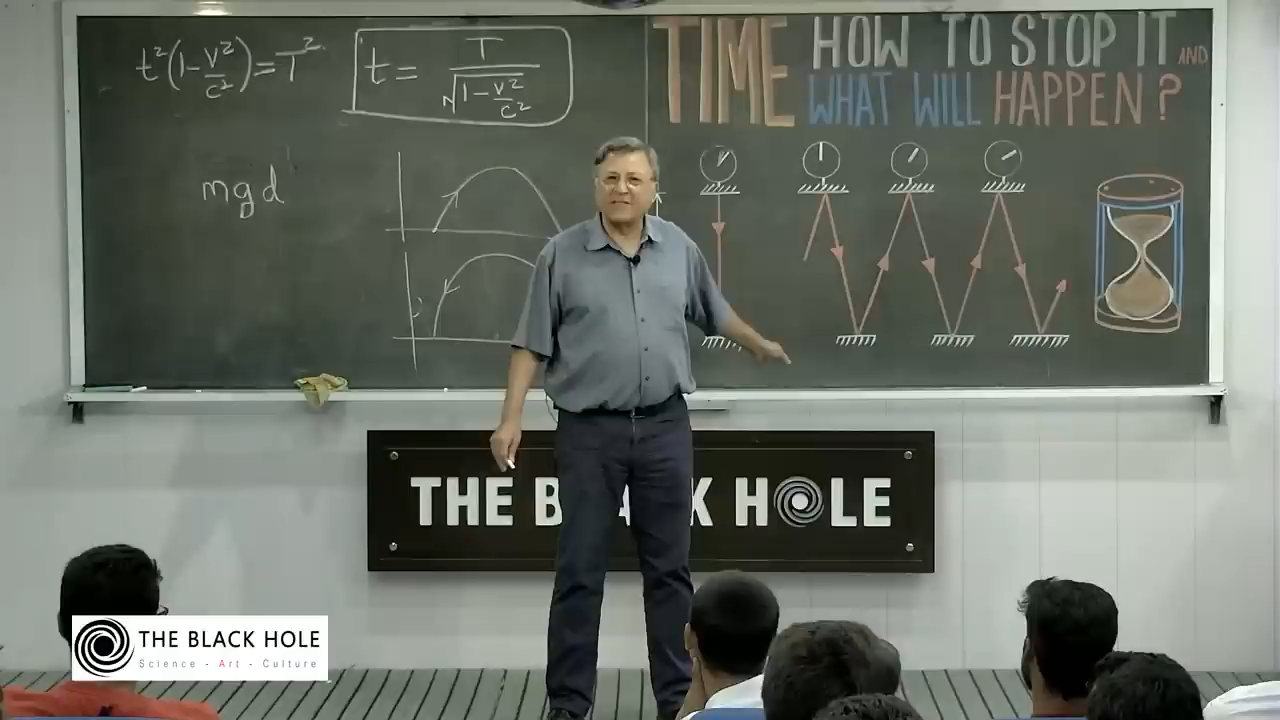 t²(1-v²/c²)=T²
t= T/√1-v²/c²
TIME HOW TO STOP IT AND
WHAT WILL HAPPEN?
mgd
THE B K HOLE
THE BLACK HOLE
Science - Art - Culture